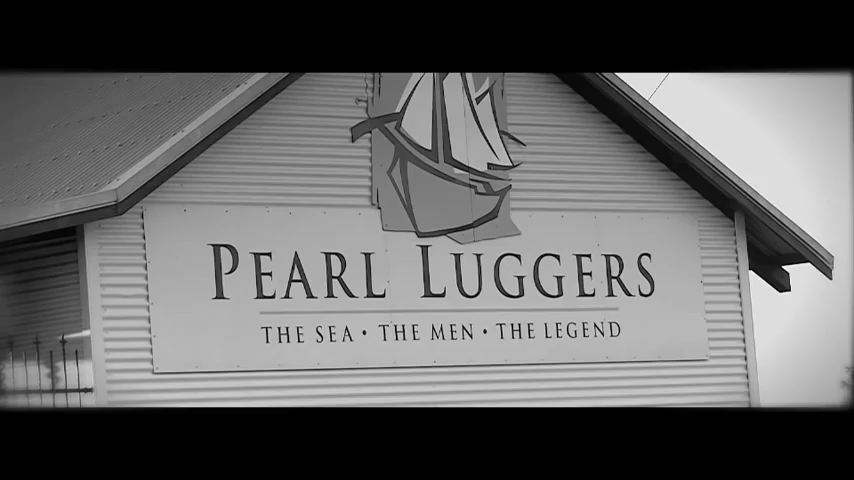 PEARL LUGGERS
THE SEA • THE MEN • THE LEGEND